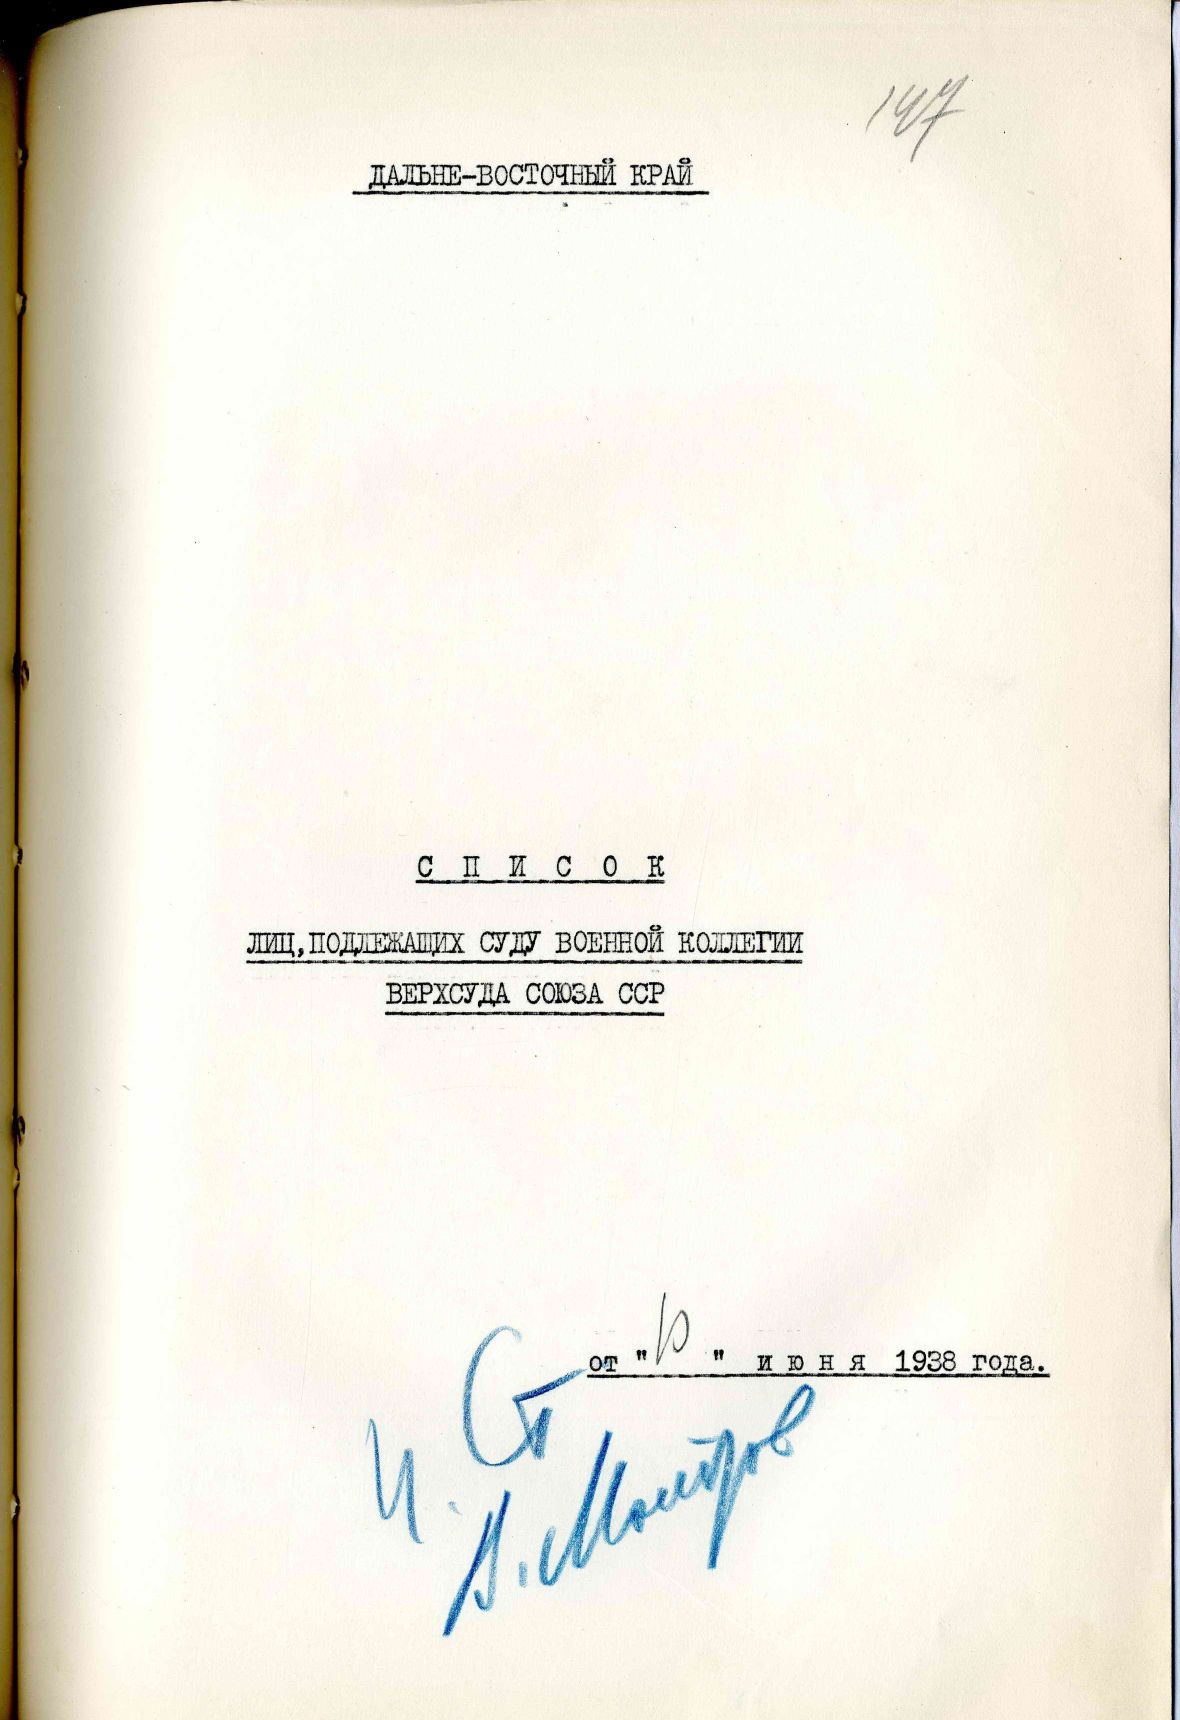 147
ДАЛЬНЕ-ВОСТОЧНЫЙ КРАЙ
С П И С О К
ЛИЦ,ПОДЛЕЖАЩИХ СУДУ ВОЕННОЙ КОЛЛЕГИИ
ВЕРХСУДА СОЮЗА ССР
от "10" и ю н я 1938 года.
И. Ст
В. Молотов